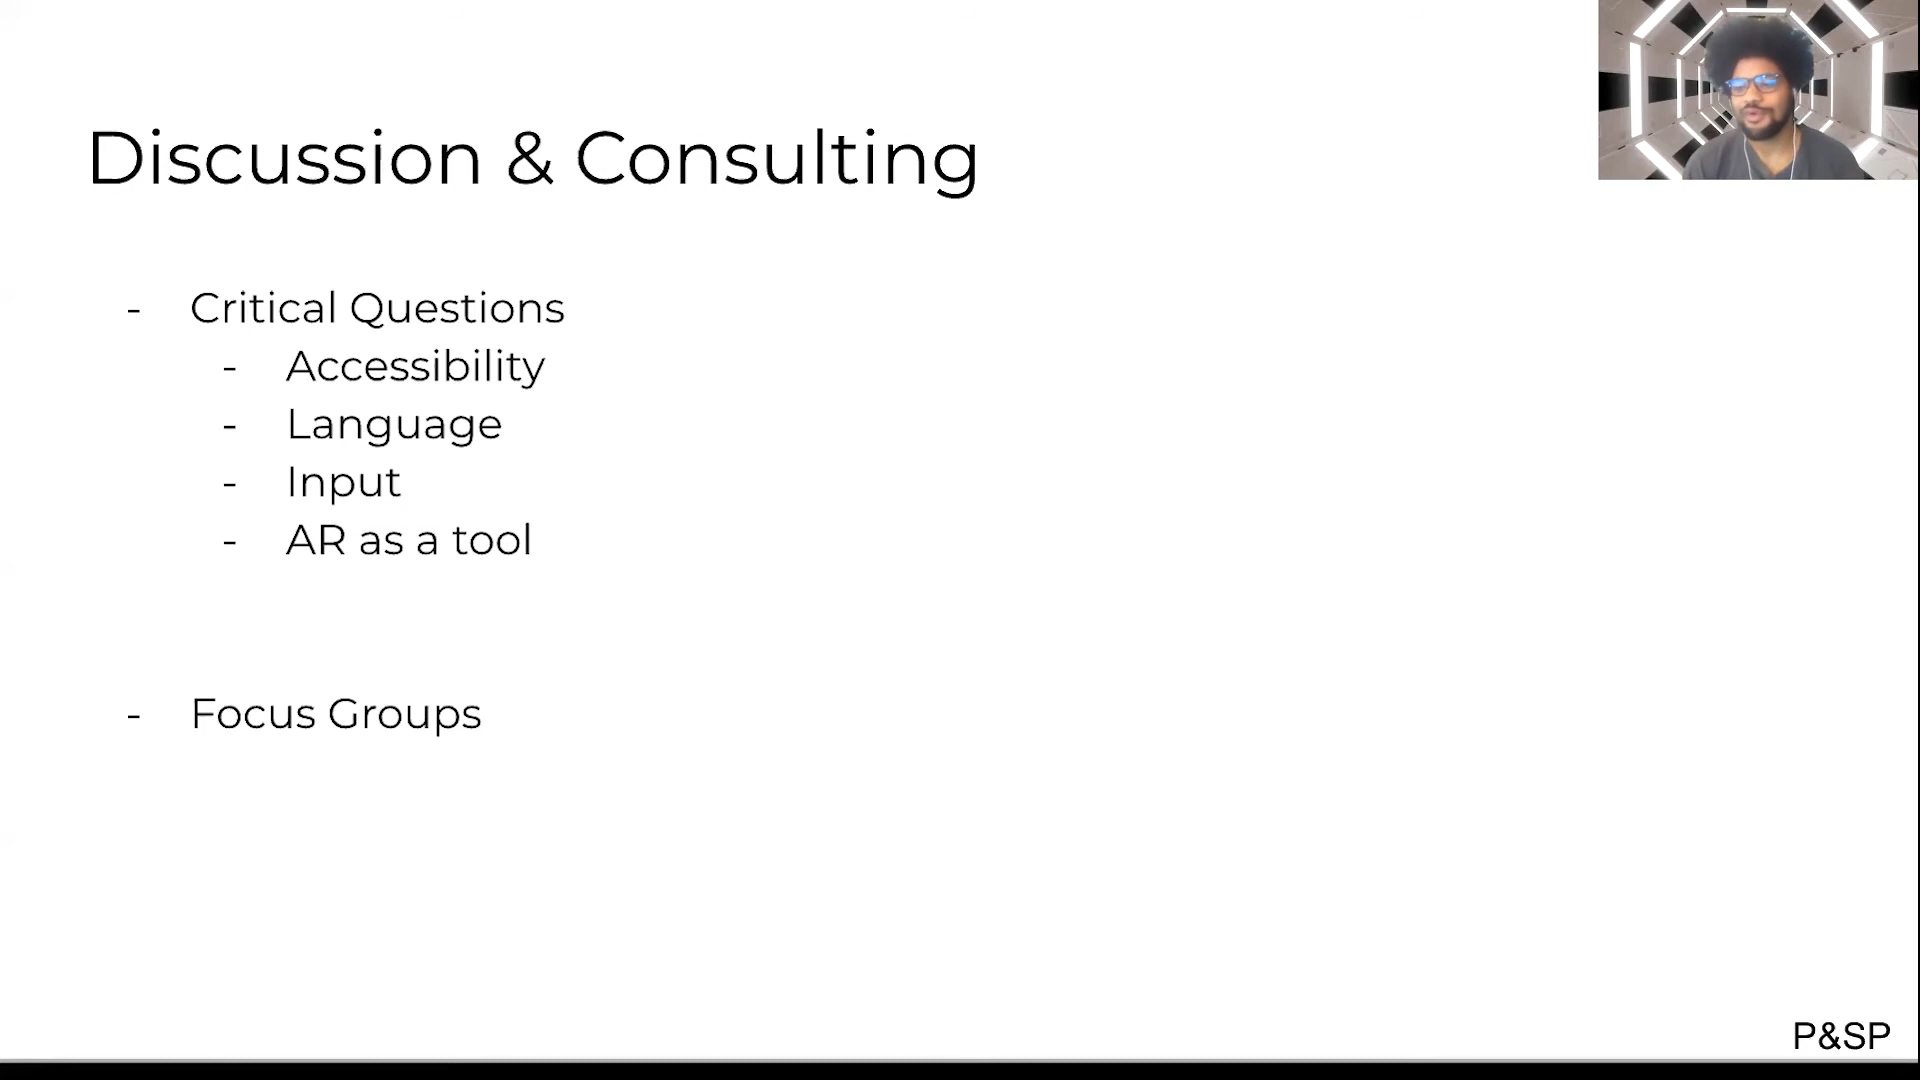 Discussion & Consulting
- Critical Questions
- Accessibility
- Language
- Input
- AR as a tool
- Focus Groups
P&SP